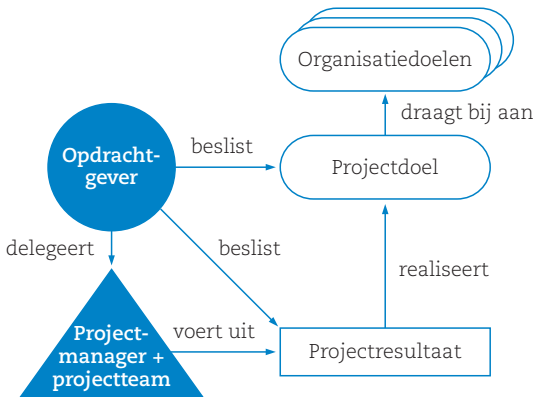 Organisatiedoelen
draagt bij aan
Opdracht-
gever
beslist
Projectdoel
delegeert
beslist
realiseert
Project-
manager +
projectteam
voert uit
Projectresultaat